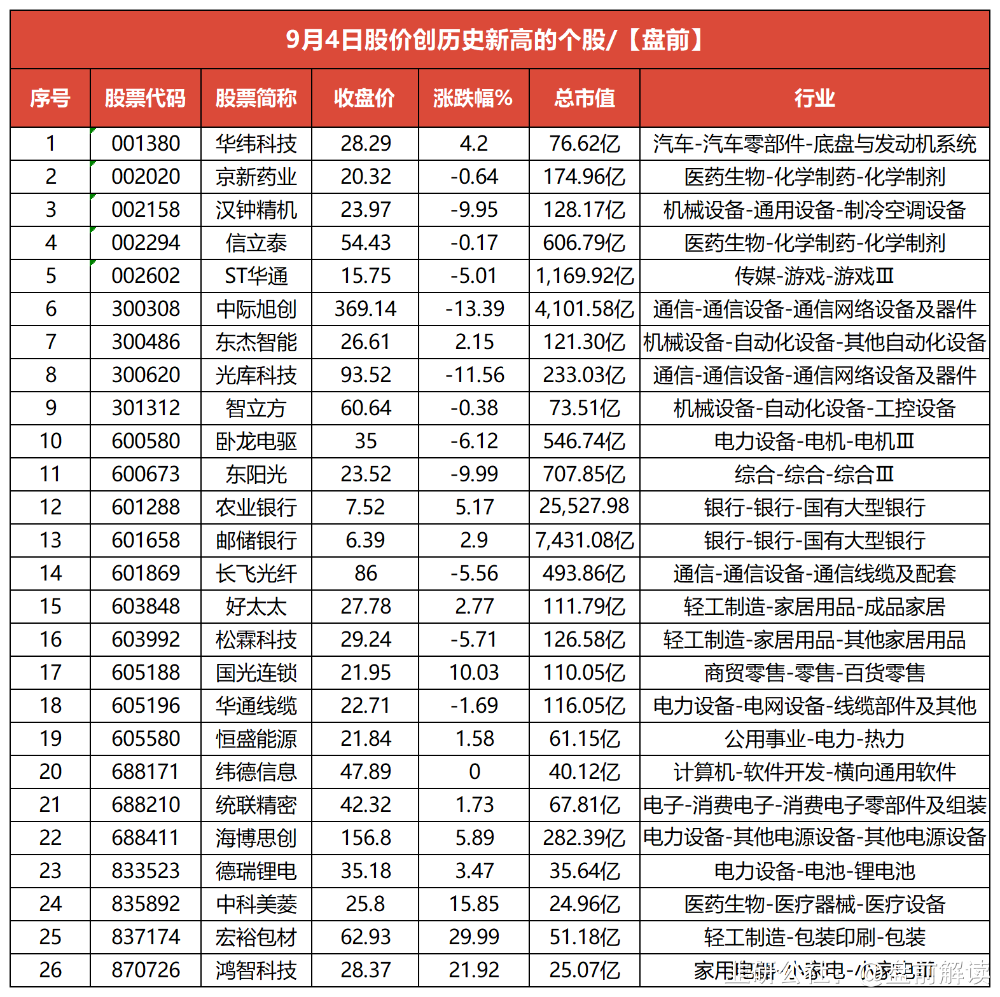 9月4日股价创历史新高的个股/【盘前】
序号 股票代码 股票简称 收盘价 涨跌幅% 总市值 行业
1 001380 华纬科技 28.29 4.2 76.62亿 汽车-汽车零部件-底盘与发动机系统
2 002020 京新药业 20.32 -0.64 174.96亿 医药生物-化学制药-化学制剂
3 002158 汉钟精机 23.97 -9.95 128.17亿 机械设备-通用设备-制冷空调设备
4 002294 信立泰 54.43 -0.17 606.79亿 医药生物-化学制药-化学制剂
5 002602 ST华通 15.75 -5.01 1,169.92亿 传媒-游戏-游戏Ⅲ
6 300308 中际旭创 369.14 -13.39 4,101.58亿 通信-通信设备-通信网络设备及器件
7 300486 东杰智能 26.61 2.15 121.30亿 机械设备-自动化设备-其他自动化设备
8 300620 光库科技 93.52 -11.56 233.03亿 通信-通信设备-通信网络设备及器件
9 301312 智立方 60.64 -0.38 73.51亿 机械设备-自动化设备-工控设备
10 600580 卧龙电驱 35 -6.12 546.74亿 电力设备-电机-电机Ⅲ
11 600673 东阳光 23.52 -9.99 707.85亿 综合-综合-综合Ⅲ
12 601288 农业银行 7.52 5.17 25,527.98 银行-银行-国有大型银行
13 601658 邮储银行 6.39 2.9 7,431.08亿 银行-银行-国有大型银行
14 601869 长飞光纤 86 -5.56 493.86亿 通信-通信设备-通信线缆及配套
15 603848 好太太 27.78 2.77 111.79亿 轻工制造-家居用品-成品家居
16 603992 松霖科技 29.24 -5.71 126.58亿 轻工制造-家居用品-其他家居用品
17 605188 国光连锁 21.95 10.03 110.05亿 商贸零售-零售-百货零售
18 605196 华通线缆 22.71 -1.69 116.05亿 电力设备-电网设备-线缆部件及其他
19 605580 恒盛能源 21.84 1.58 61.15亿 公用事业-电力-热力
20 688171 纬德信息 47.89 0 40.12亿 计算机-软件开发-横向通用软件
21 688210 统联精密 42.32 1.73 67.81亿 电子-消费电子-消费电子零部件及组装
22 688411 海博思创 156.8 5.89 282.39亿 电力设备-其他电源设备-其他电源设备
23 833523 德瑞锂电 35.18 3.47 35.64亿 电力设备-电池-锂电池
24 835892 中科美菱 25.8 15.85 24.96亿 医药生物-医疗器械-医疗设备
25 837174 宏裕包材 62.93 29.99 51.18亿 轻工制造-包装印刷-包装
26 870726 鸿智科技 28.37 21.92 25.07亿 家用电器-小家电-小家电Ⅲ
韭研公社, @盘前解读